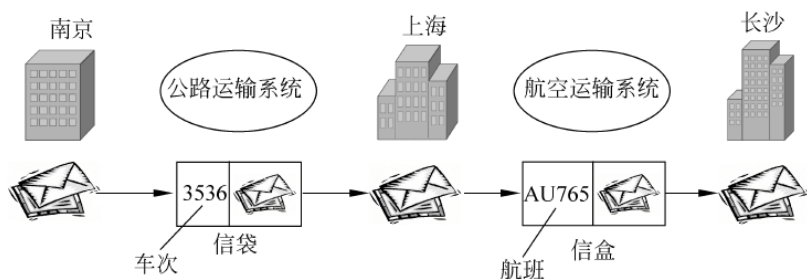 南京
上海
长沙
公路运输系统
航空运输系统
3536
AU765
信袋
信盒
车次
航班